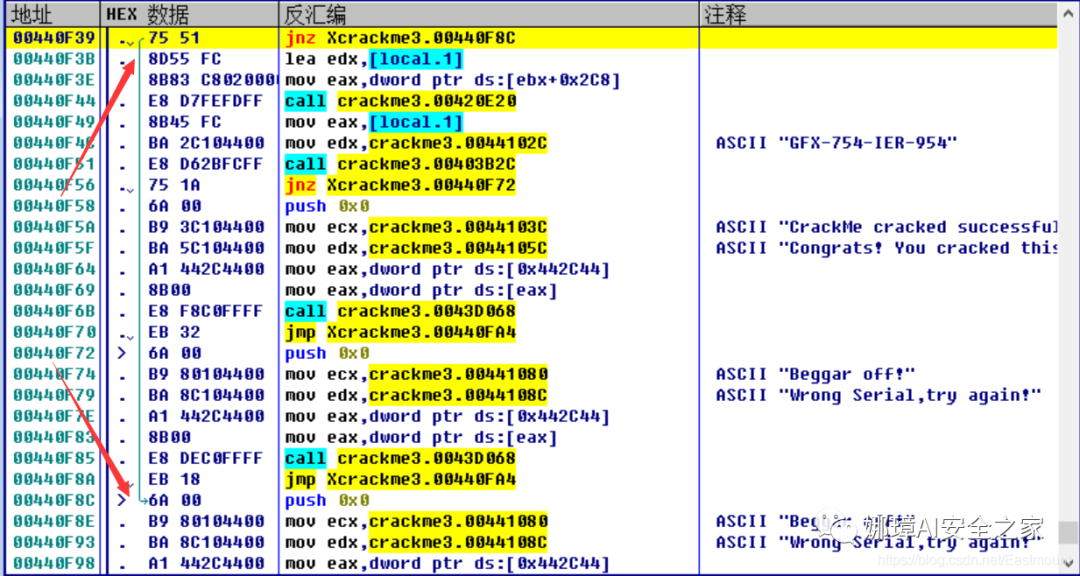 地址 HEX 数据 反汇编 注释
00440F39 .⌄ 75 51 jnz Xcrackme3.00440F8C
00440F3B . 8D55 FC lea edx,[local.1]
00440F3E . 8B83 C8020000 mov eax,dword ptr ds:[ebx+0x2C8]
00440F44 . E8 D7FEFDFF call crackme3.00420E20
00440F49 . 8B45 FC mov eax,[local.1]
00440F4C . BA 2C104400 mov edx,crackme3.0044102C ASCII "GFX-754-IER-954"
00440F51 . E8 D62BFCFF call crackme3.00403B2C
00440F56 .⌄ 75 1A jnz Xcrackme3.00440F72
00440F58 . 6A 00 push 0x0
00440F5A . B9 3C104400 mov ecx,crackme3.0044103C ASCII "CrackMe cracked successful
00440F5F . BA 5C104400 mov edx,crackme3.0044105C ASCII "Congrats! You cracked this
00440F64 . A1 442C4400 mov eax,dword ptr ds:[0x442C44]
00440F69 . 8B00 mov eax,dword ptr ds:[eax]
00440F6B . E8 F8C0FFFF call crackme3.0043D068
00440F70 .⌄ EB 32 jmp Xcrackme3.00440FA4
00440F72 > 6A 00 push 0x0
00440F74 . B9 80104400 mov ecx,crackme3.00441080 ASCII "Beggar off!"
00440F79 . BA 8C104400 mov edx,crackme3.0044108C ASCII "Wrong Serial,try again!"
00440F7E . A1 442C4400 mov eax,dword ptr ds:[0x442C44]
00440F83 . 8B00 mov eax,dword ptr ds:[eax]
00440F85 . E8 DEC0FFFF call crackme3.0043D068
00440F8A . EB 18 jmp Xcrackme3.00440FA4
00440F8C > 6A 00 push 0x0
00440F8E . B9 80104400 mov ecx,crackme3.00441080 ASCII "Beggar off!"
00440F93 . BA 8C104400 mov edx,crackme3.0044108C ASCII "Wrong Serial,try again!"
00440F98 . A1 442C4400 mov eax,dword ptr ds:[0x442C44]
娜璋AI安全之家
https://blog.csdn.net/Eastmount